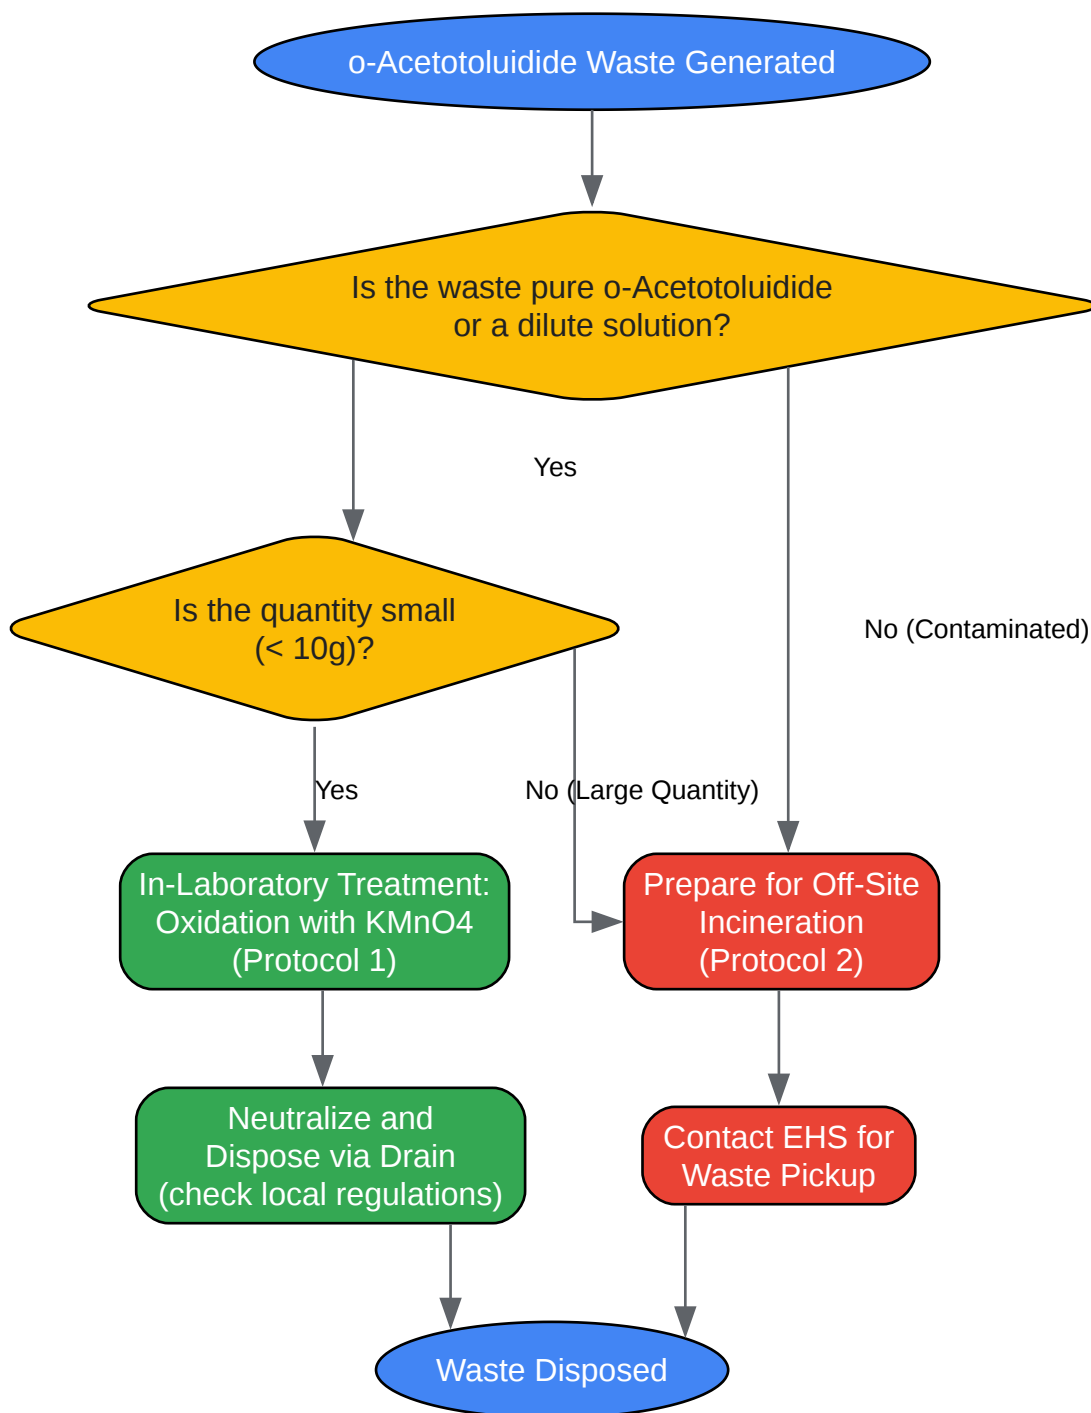 o-Acetotoluidide Waste Generated
Is the waste pure o-Acetotoluidide
or a dilute solution?
Yes
Is the quantity small
(< 10g)?
No (Contaminated)
Yes
No (Large Quantity)
In-Laboratory Treatment:
Oxidation with KMnO4
(Protocol 1)
Prepare for Off-Site
Incineration
(Protocol 2)
Neutralize and
Dispose via Drain
(check local regulations)
Contact EHS for
Waste Pickup
Waste Disposed